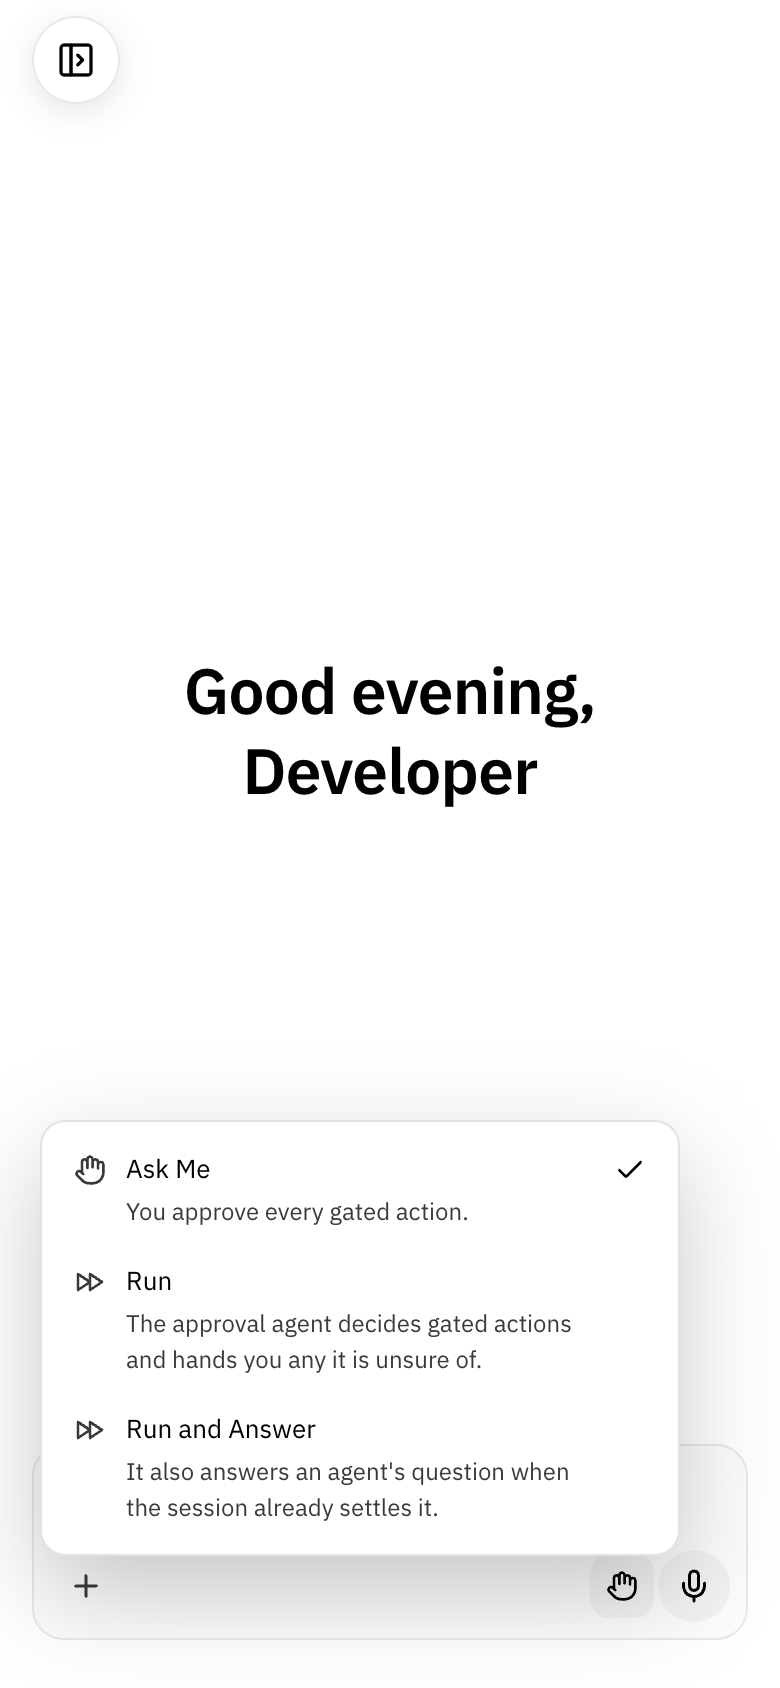 Good evening,
Developer
Ask Me
You approve every gated action.
Run
The approval agent decides gated actions
and hands you any it is unsure of.
Run and Answer
It also answers an agent's question when
the session already settles it.